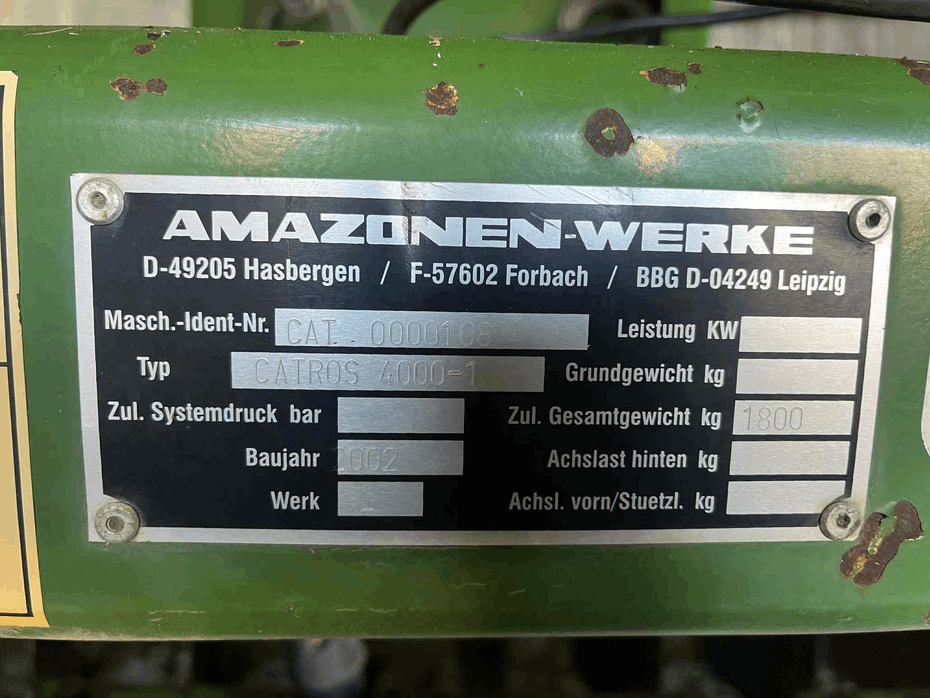 AMAZONEN-WERKE
D-49205 Hasbergen / F-57602 Forbach / BBG D-04249 Leipzig
Masch.-Ident-Nr. CAT. 0000108 Leistung KW
Typ CATROS 4000-1 Grundgewicht kg
Zul. Systemdruck bar Zul. Gesamtgewicht kg 1800
Baujahr 2002 Achslast hinten kg
Werk Achsl. vorn/Stuetzl. kg